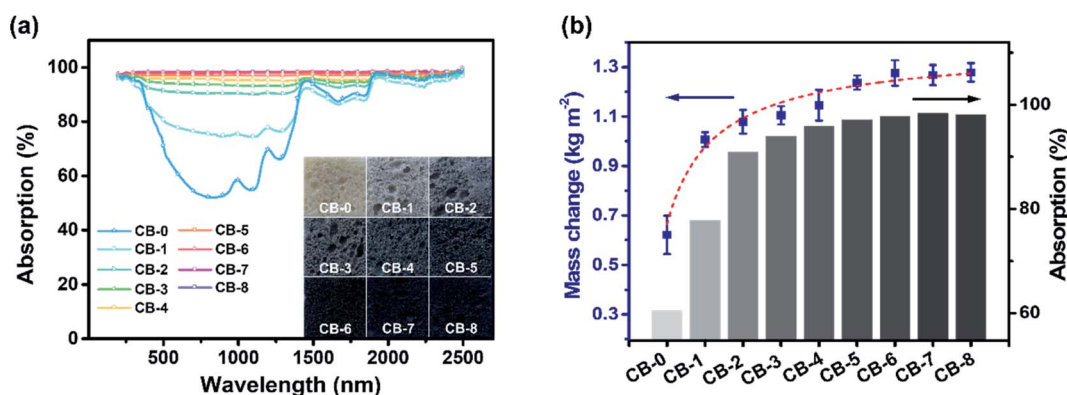 (a)
Absorption (%)
100
80
60
40
20
0
500
1000
1500
2000
2500
Wavelength (nm)
CB-0
CB-1
CB-2
CB-3
CB-4
CB-5
CB-6
CB-7
CB-8
CB-0 CB-1 CB-2
CB-3 CB-4 CB-5
CB-6 CB-7 CB-8
(b)
Mass change (kg m-2)
1.3
1.1
0.9
0.7
0.5
0.3
Absorption (%)
100
80
60
CB-0
CB-1
CB-2
CB-3
CB-4
CB-5
CB-6
CB-7
CB-8